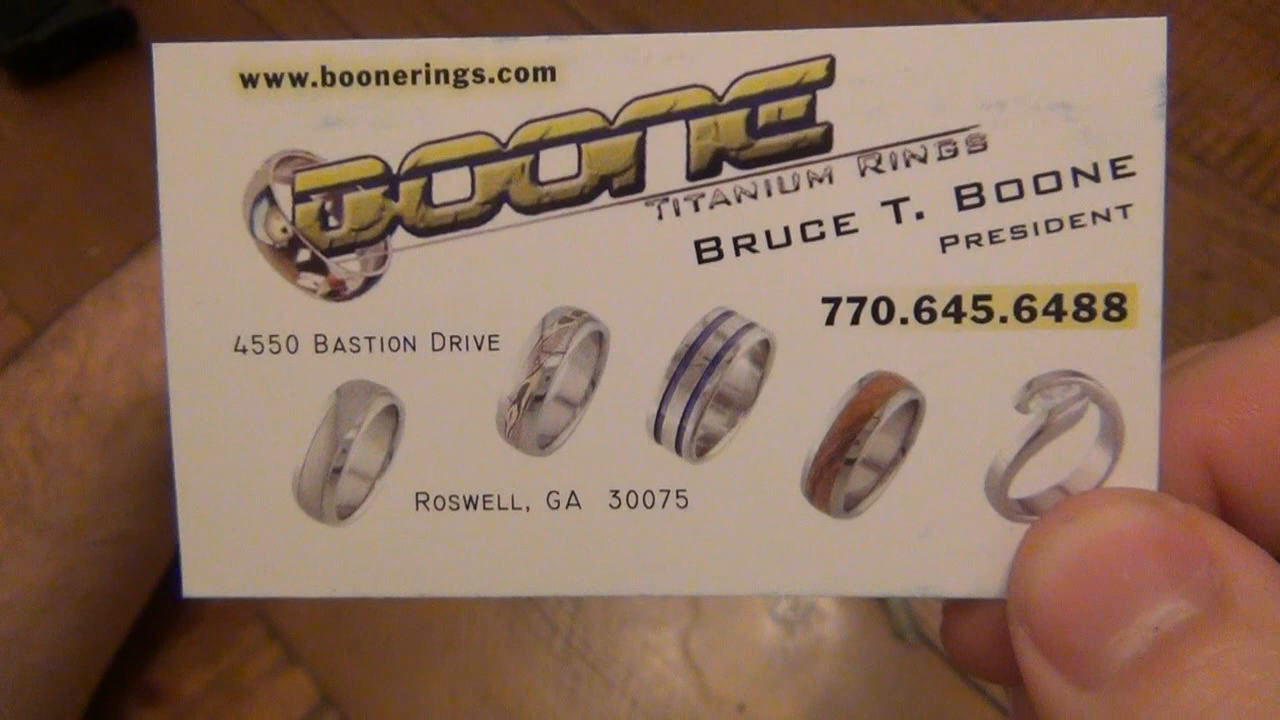 www.boonerings.com
BOONE
TITANIUM RINGS
BRUCE T. BOONE
PRESIDENT
770.645.6488
4550 BASTION DRIVE
ROSWELL, GA 30075